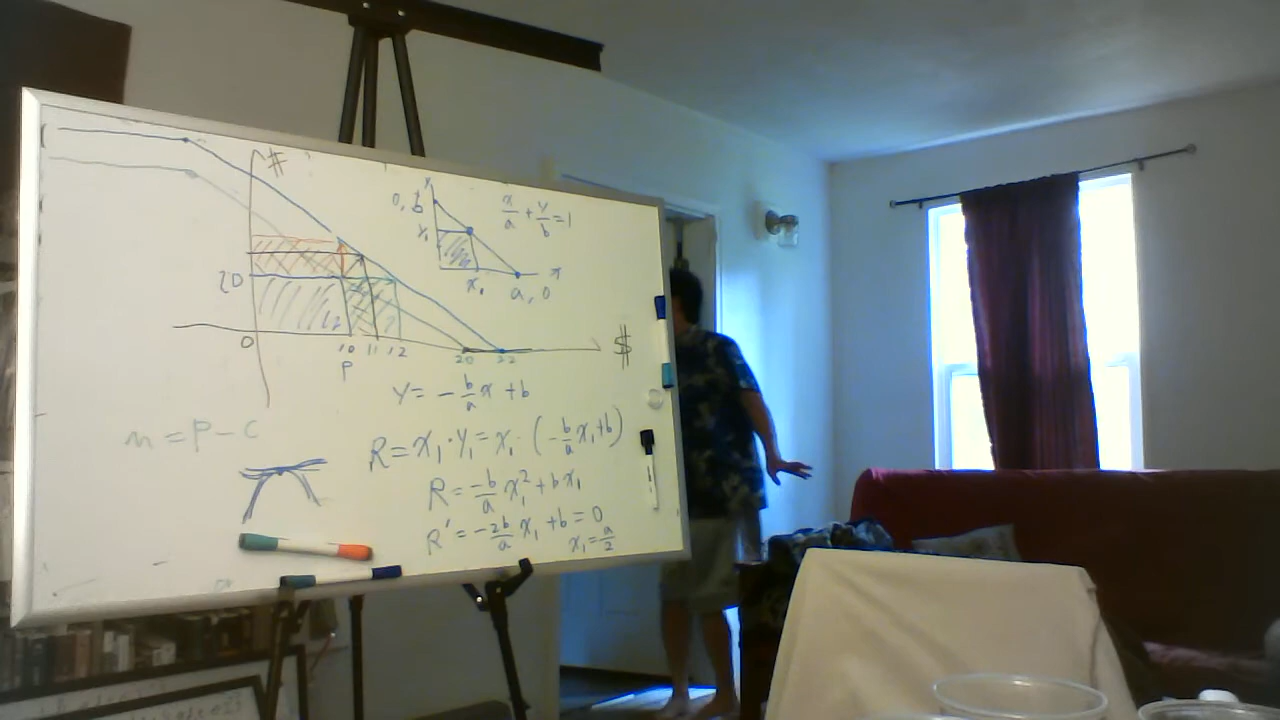 $
0, b
x/a + y/b = 1
y₁
x
x₁
a, 0
20
0
10 11 12
20 22
$
P
Y = -b/a x + b
n = P - C
R = x₁ · y₁ = x₁ · (-b/a x₁ + b)
R = -b/a x₁² + b x₁
R' = -2b/a x₁ + b = 0
x₁ = a/2